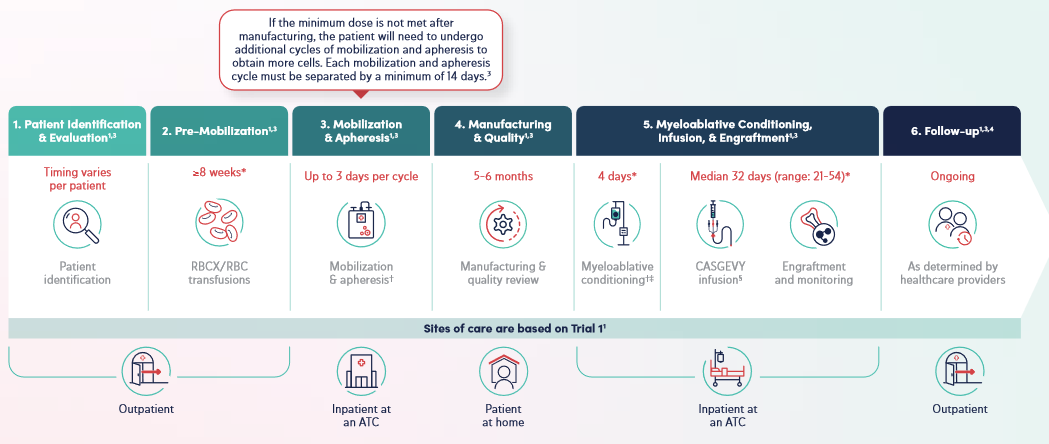 If the minimum dose is not met after
manufacturing, the patient will need to undergo
additional cycles of mobilization and apheresis to
obtain more cells. Each mobilization and apheresis
cycle must be separated by a minimum of 14 days.³
1. Patient Identification
& Evaluation¹,³
2. Pre-Mobilization¹,³
3. Mobilization
& Apheresis¹,³
4. Manufacturing
& Quality¹,³
5. Myeloablative Conditioning,
Infusion, & Engraftment¹,³
6. Follow-up¹,³,⁴
Timing varies
per patient
≥8 weeks*
Up to 3 days per cycle
5-6 months
4 days*
Median 32 days (range: 21-54)*
Ongoing
Patient
identification
RBCX/RBC
transfusions
Mobilization
& apheresis†
Manufacturing &
quality review
Myeloablative
conditioning†‡
CASGEVY
infusion§
Engraftment
and monitoring
As determined by
healthcare providers
Sites of care are based on Trial 1¹
Outpatient
Inpatient at
an ATC
Patient
at home
Inpatient at
an ATC
Outpatient